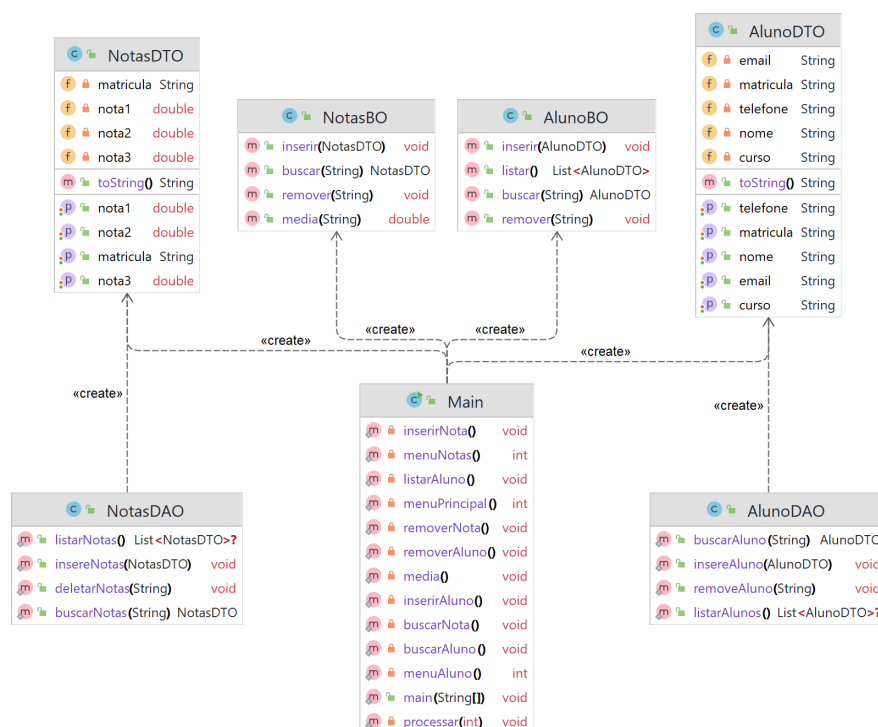 NotasDTO
matricula String
nota1 double
nota2 double
nota3 double
toString() String
nota1 double
nota2 double
matricula String
nota3 double
NotasBO
inserir(NotasDTO) void
buscar(String) NotasDTO
remover(String) void
media(String) double
AlunoBO
inserir(AlunoDTO) void
listar() List<AlunoDTO>
buscar(String) AlunoDTO
remover(String) void
AlunoDTO
email String
matricula String
telefone String
nome String
curso String
toString() String
telefone String
matricula String
nome String
email String
curso String
«create»
«create»
«create»
«create»
«create»
«create»
Main
inserirNota() void
menuNotas() int
listarAluno() void
menuPrincipal() int
removerNota() void
removerAluno() void
media() void
inserirAluno() void
buscarNota() void
buscarAluno() void
menuAluno() int
main(String[]) void
processar(int) void
NotasDAO
listarNotas() List<NotasDTO>?
insereNotas(NotasDTO) void
deletarNotas(String) void
buscarNotas(String) NotasDTO
AlunoDAO
buscarAluno(String) AlunoDTO
insereAluno(AlunoDTO) void
removeAluno(String) void
listarAlunos() List<AlunoDTO>?